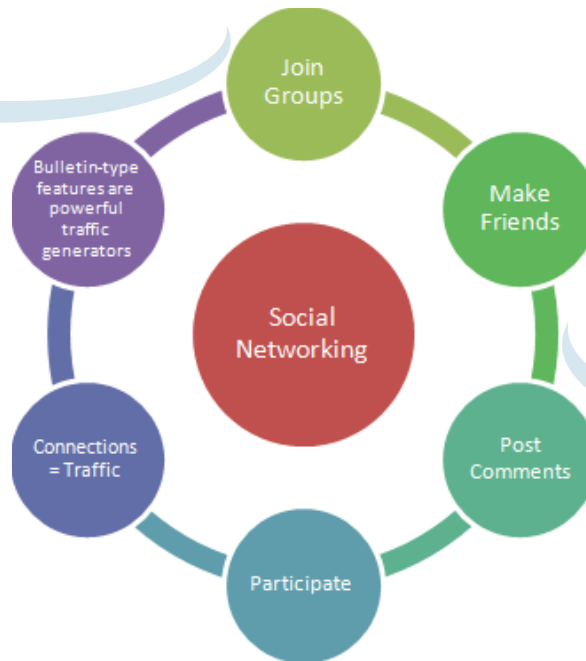 Join
Groups
Make
Friends
Post
Comments
Participate
Connections
= Traffic
Bulletin-type
features are
powerful
traffic
generators
Social
Networking